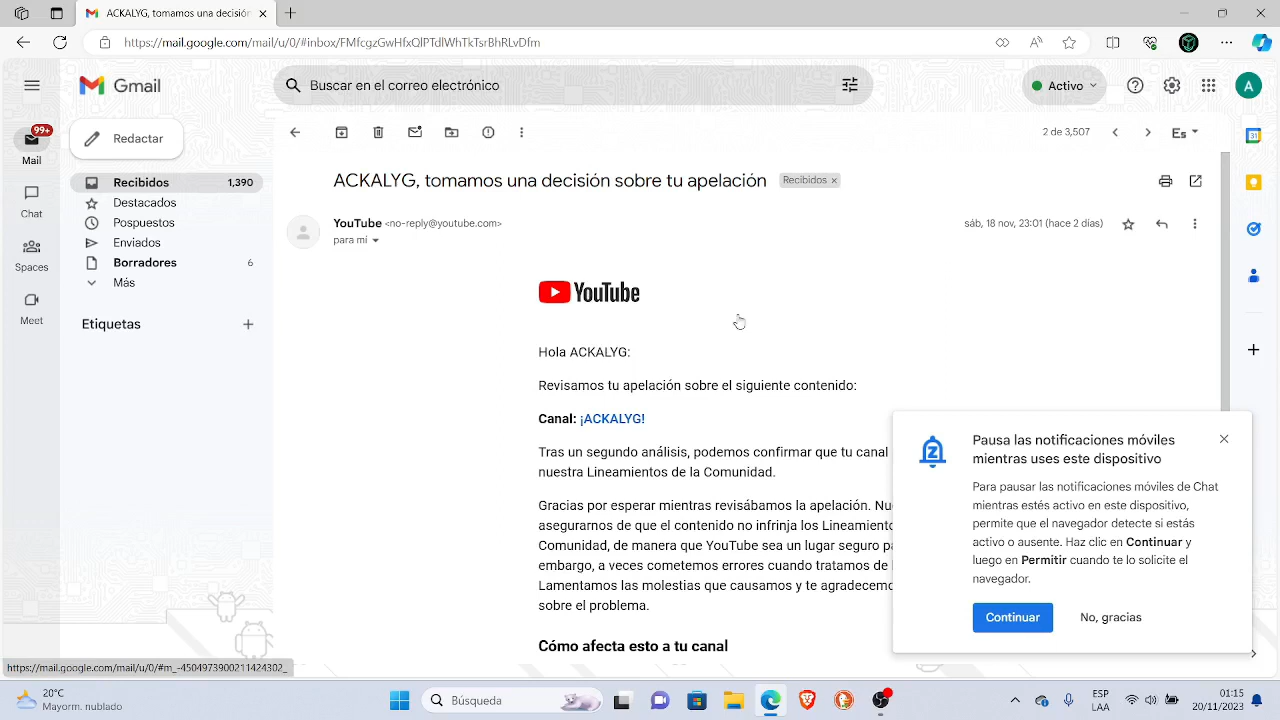 ACKALYG, tomamos una decisiór
https://mail.google.com/mail/u/0/#inbox/FMfcgzGwHfxQlPTdlWhTkTsrBhRLvDfm
Gmail
Buscar en el correo electrónico
Activo
A
99+
Mail
Chat
Spaces
Meet
Redactar
Recibidos 1,390
Destacados
Pospuestos
Enviados
Borradores 6
Más
Etiquetas
2 de 3,507
Es
ACKALYG, tomamos una decisión sobre tu apelación
Recibidos ×
YouTube <no-reply@youtube.com>
sáb, 18 nov, 23:01 (hace 2 días)
para mí
YouTube
Hola ACKALYG:
Revisamos tu apelación sobre el siguiente contenido:
Canal: ¡ACKALYG!
Tras un segundo análisis, podemos confirmar que tu canal
nuestra Lineamientos de la Comunidad.
Gracias por esperar mientras revisábamos la apelación. Nu
asegurarnos de que el contenido no infrinja los Lineamiento
Comunidad, de manera que YouTube sea un lugar seguro pa
embargo, a veces cometemos errores cuando tratamos de
Lamentamos las molestias que causamos y te agradecemo
sobre el problema.
Cómo afecta esto a tu canal
Pausa las notificaciones móviles
mientras uses este dispositivo
Para pausar las notificaciones móviles de Chat
mientras estés activo en este dispositivo,
permite que el navegador detecte si estás
activo o ausente. Haz clic en Continuar y
luego en Permitir cuando te lo solicite el
navegador.
Continuar
No, gracias
31
https://mail.google.com/mail/u/0/#m_-4504973900211424302_
20°C
Mayorm. nublado
Búsqueda
ESP
LAA
01:15
20/11/2023